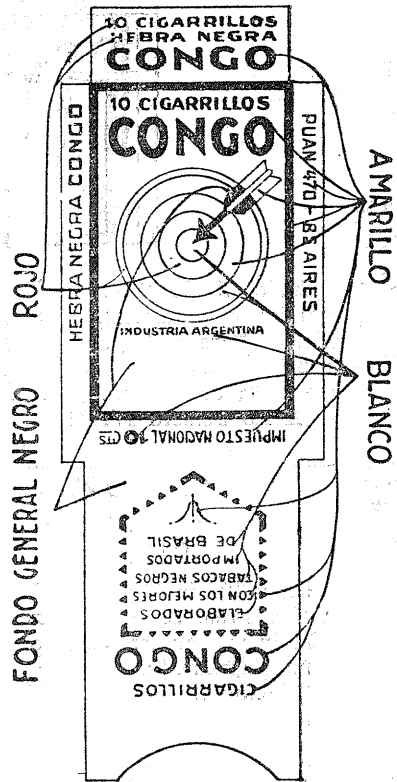 10 CIGARRILLOS
HEBRA NEGRA
CONGO
10 CIGARRILLOS
CONGO
INDUSTRIA ARGENTINA
HEBRA NEGRA CONGO
PUAN 470 - BS AIRES
IMPUESTO NACIONAL 10 CTS
CIGARRILLOS
CONGO
ELABORADOS
CON LOS MEJORES
TABACOS NEGROS
IMPORTADOS
DE BRASIL
AMARILLO
BLANCO
ROJO
FONDO GENERAL NEGRO